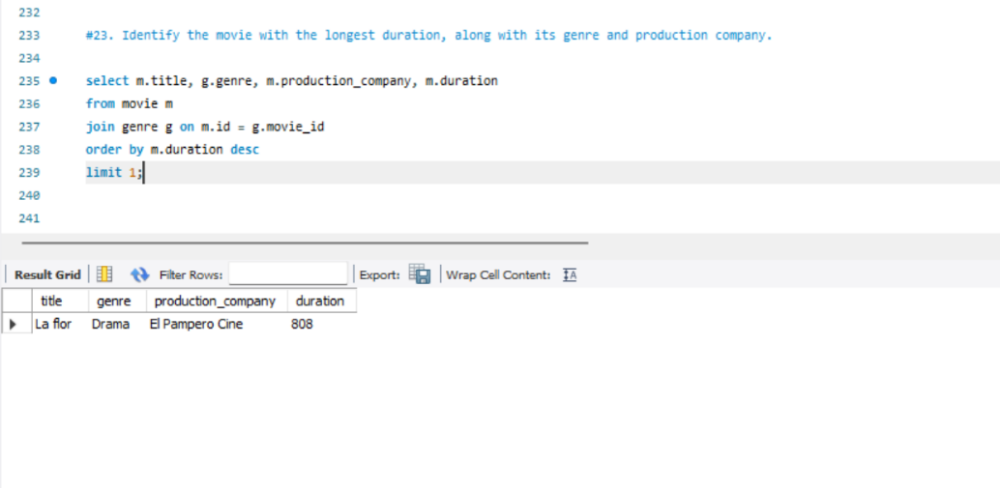 232
233 #23. Identify the movie with the longest duration, along with its genre and production company.
234
235 select m.title, g.genre, m.production_company, m.duration
236 from movie m
237 join genre g on m.id = g.movie_id
238 order by m.duration desc
239 limit 1;
240
241
Result Grid Filter Rows: Export: Wrap Cell Content: IA
title genre production_company duration
La flor Drama El Pampero Cine 808